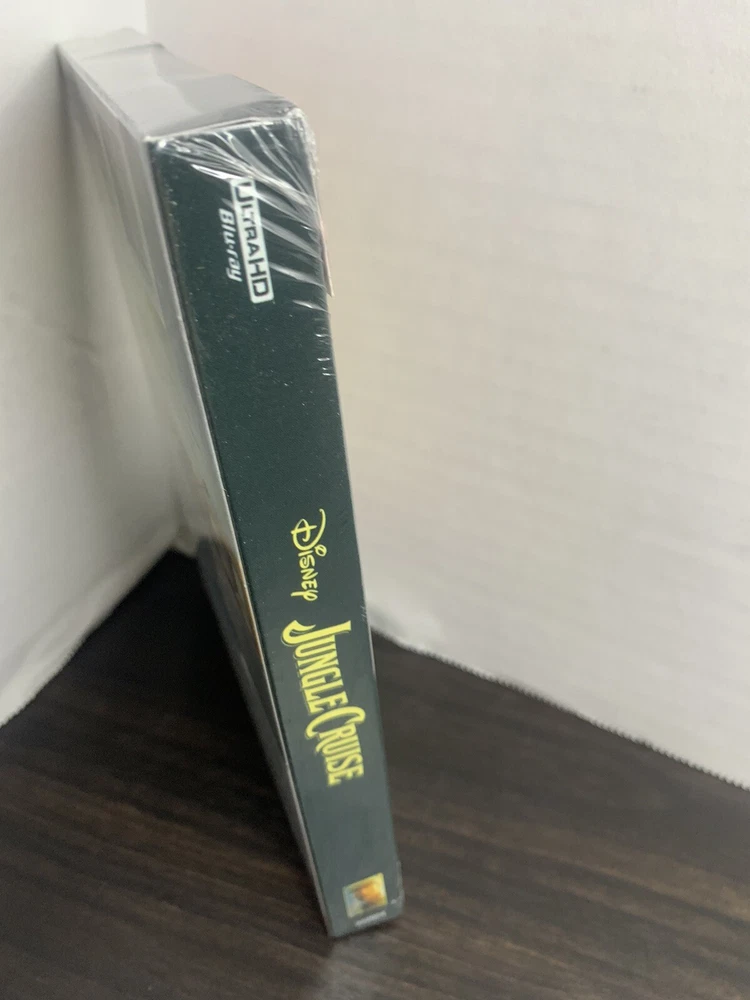 ULTRA HD
Blu-ray
Disney
JUNGLE CRUISE